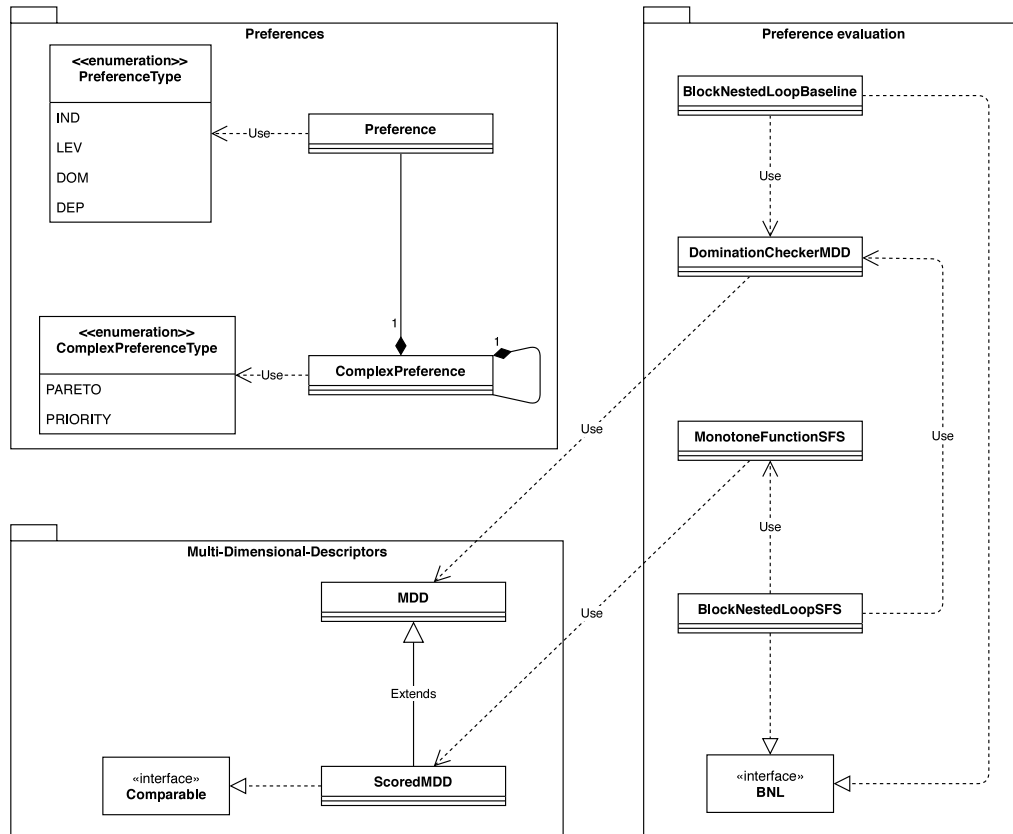 Preferences
<<enumeration>>
PreferenceType
IND
LEV
DOM
DEP
Use
Preference
1
<<enumeration>>
ComplexPreferenceType
PARETO
PRIORITY
Use
ComplexPreference
1
Preference evaluation
BlockNestedLoopBaseline
Use
DominationCheckerMDD
Use
MonotoneFunctionSFS
Use
Use
BlockNestedLoopSFS
Use
«interface»
BNL
Multi-Dimensional-Descriptors
MDD
Extends
«interface»
Comparable
ScoredMDD